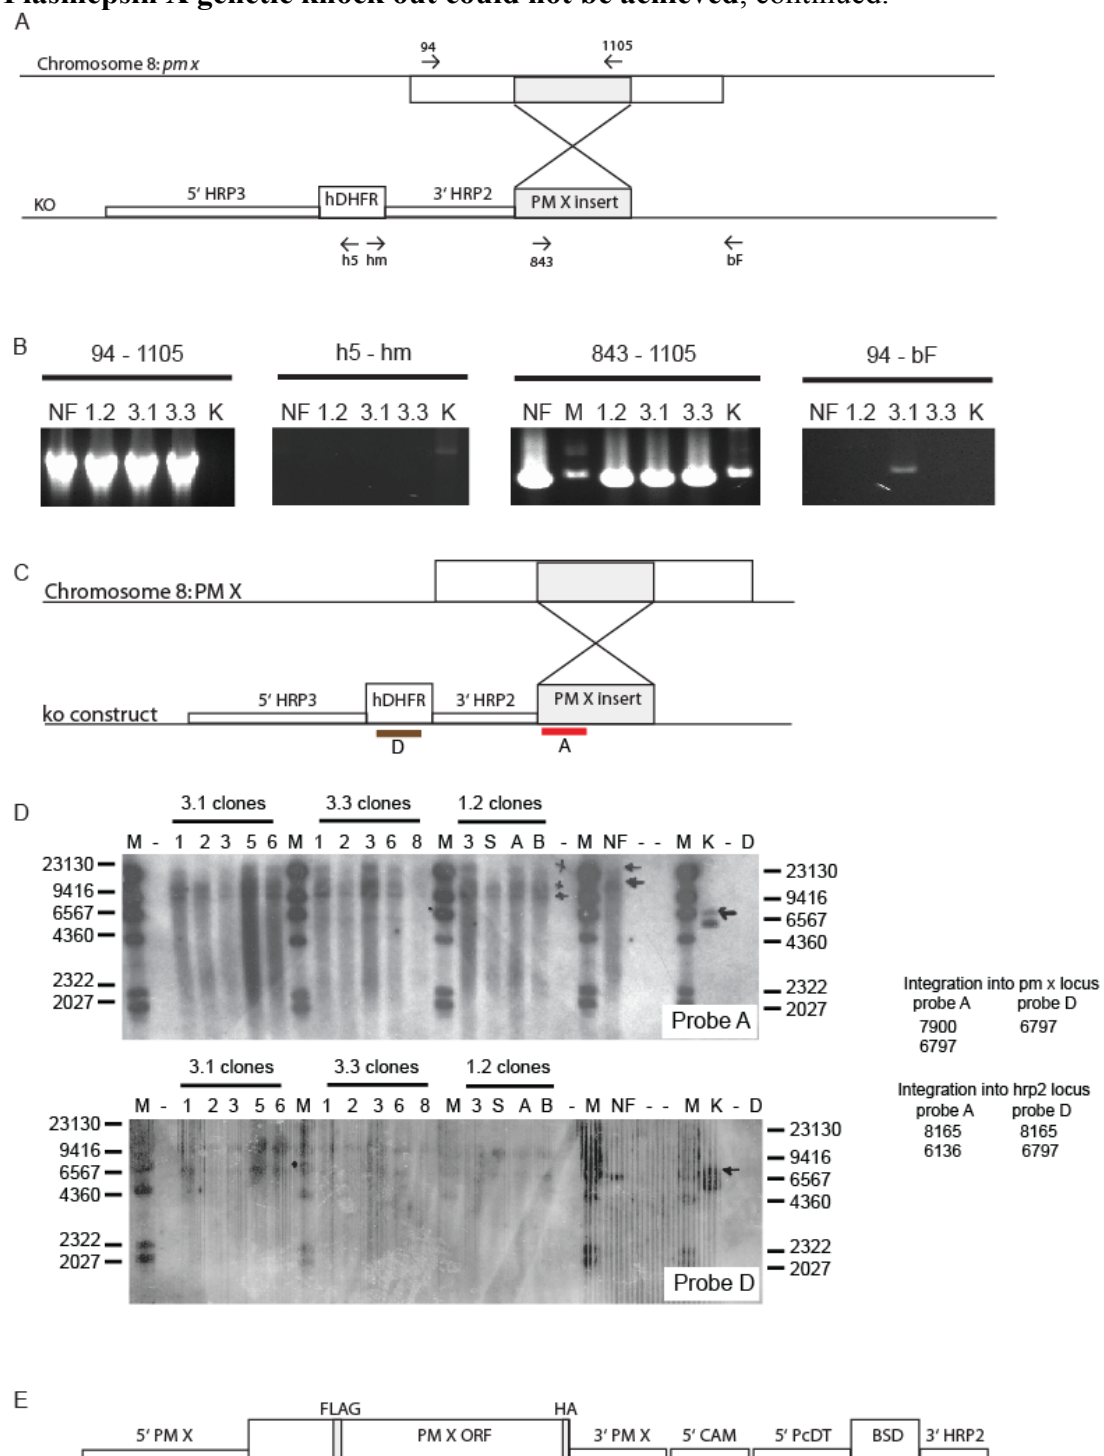 Plasmepsin X genetic knock out could not be achieved, continued.
A
94 1105
Chromosome 8: pm x
5' HRP3 hDHFR 3' HRP2 PM X insert
KO
h5 hm 843 bF
B
94 - 1105 h5 - hm 843 - 1105 94 - bF
NF 1.2 3.1 3.3 K NF 1.2 3.1 3.3 K NF M 1.2 3.1 3.3 K NF 1.2 3.1 3.3 K
C
Chromosome 8: PM X
5' HRP3 hDHFR 3' HRP2 PM X insert
ko construct
D A
D
3.1 clones 3.3 clones 1.2 clones
M - 1 2 3 5 6 M 1 2 3 6 8 M 3 S A B - M NF - - M K - D
23130 23130
9416 9416
6567 6567
4360 4360
2322 2322
2027 2027
Probe A
Integration into pm x locus
probe A probe D
7900 6797
6797
3.1 clones 3.3 clones 1.2 clones
M - 1 2 3 5 6 M 1 2 3 6 8 M 3 S A B - M NF - - M K - D
23130 23130
9416 9416
6567 6567
4360 4360
2322 2322
2027 2027
Probe D
Integration into hrp2 locus
probe A probe D
8165 8165
6136 6797
E
FLAG HA
5' PM X PM X ORF 3' PM X 5' CAM 5' PcDT BSD 3' HRP2